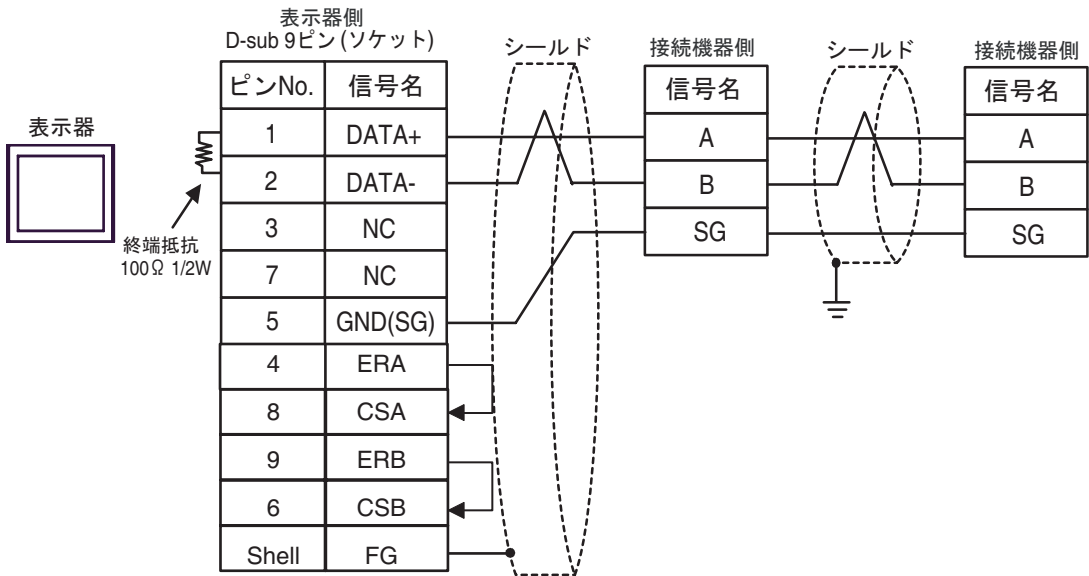 表示器側
D-sub 9ピン(ソケット)
シールド
接続機器側
シールド
接続機器側
表示器
終端抵抗
100Ω 1/2W
ピンNo. 信号名
1 DATA+
2 DATA-
3 NC
7 NC
5 GND(SG)
4 ERA
8 CSA
9 ERB
6 CSB
Shell FG
信号名
A
B
SG
信号名
A
B
SG